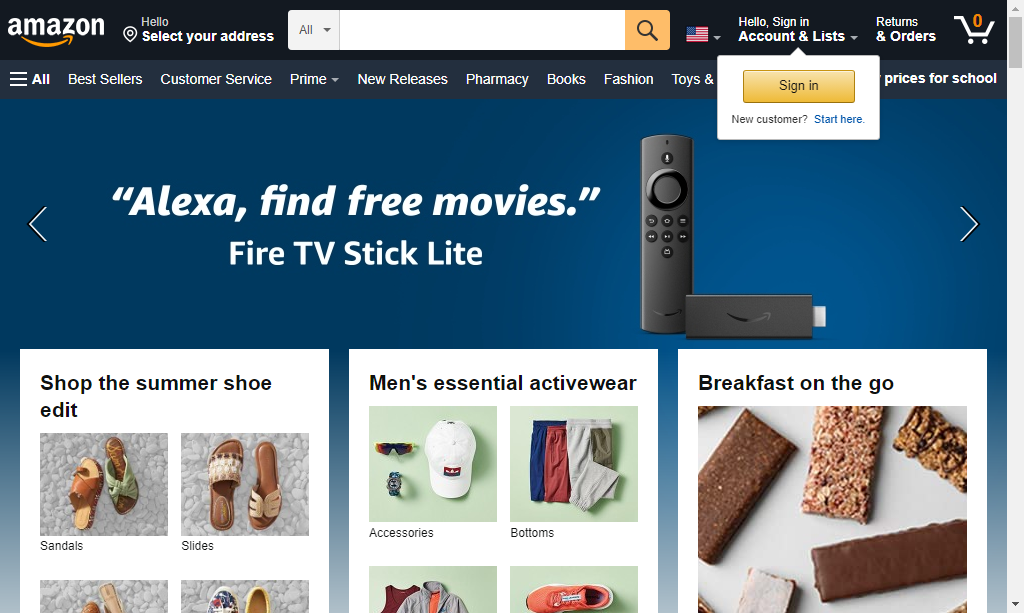 amazon
Hello
Select your address
All
Hello, Sign in
Account & Lists
Returns
& Orders
0
All
Best Sellers
Customer Service
Prime
New Releases
Pharmacy
Books
Fashion
Toys &
prices for school
Sign in
New customer? Start here.
“Alexa, find free movies.”
Fire TV Stick Lite
Shop the summer shoe
edit
Men's essential activewear
Breakfast on the go
Sandals
Slides
Accessories
Bottoms